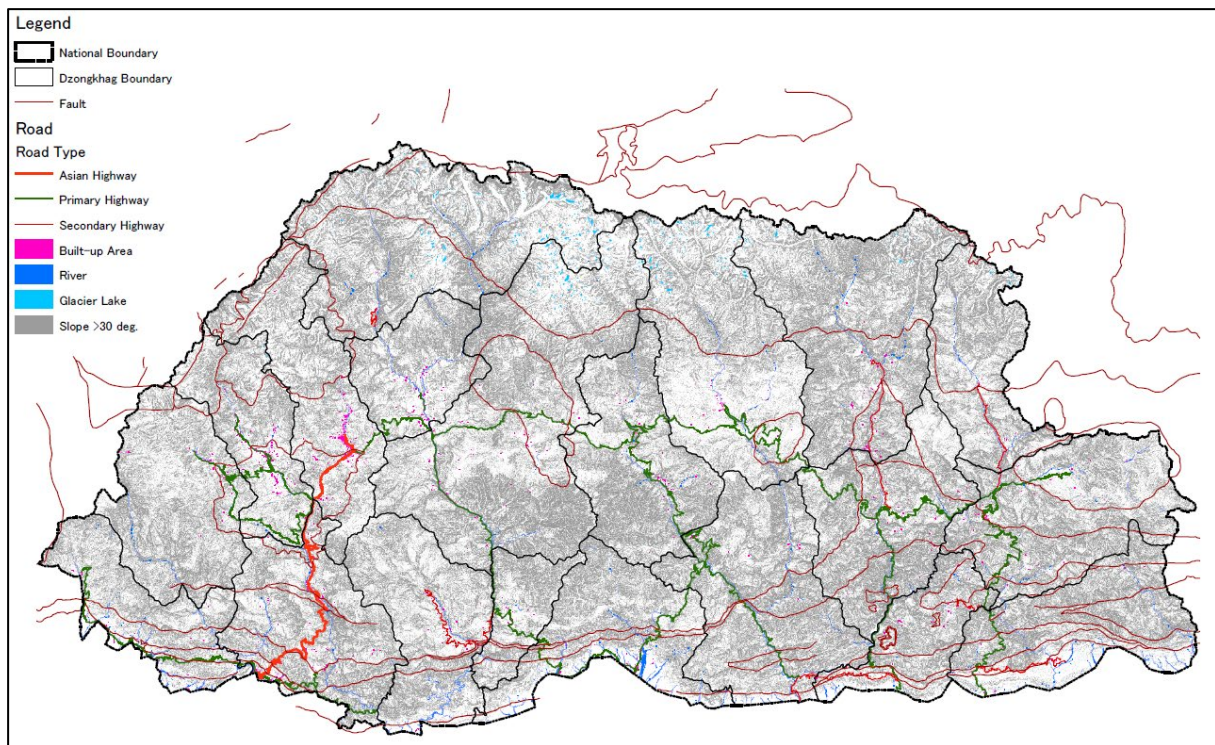 Legend
National Boundary
Dzongkhag Boundary
Fault
Road
Road Type
Asian Highway
Primary Highway
Secondary Highway
Built-up Area
River
Glacier Lake
Slope >30 deg.